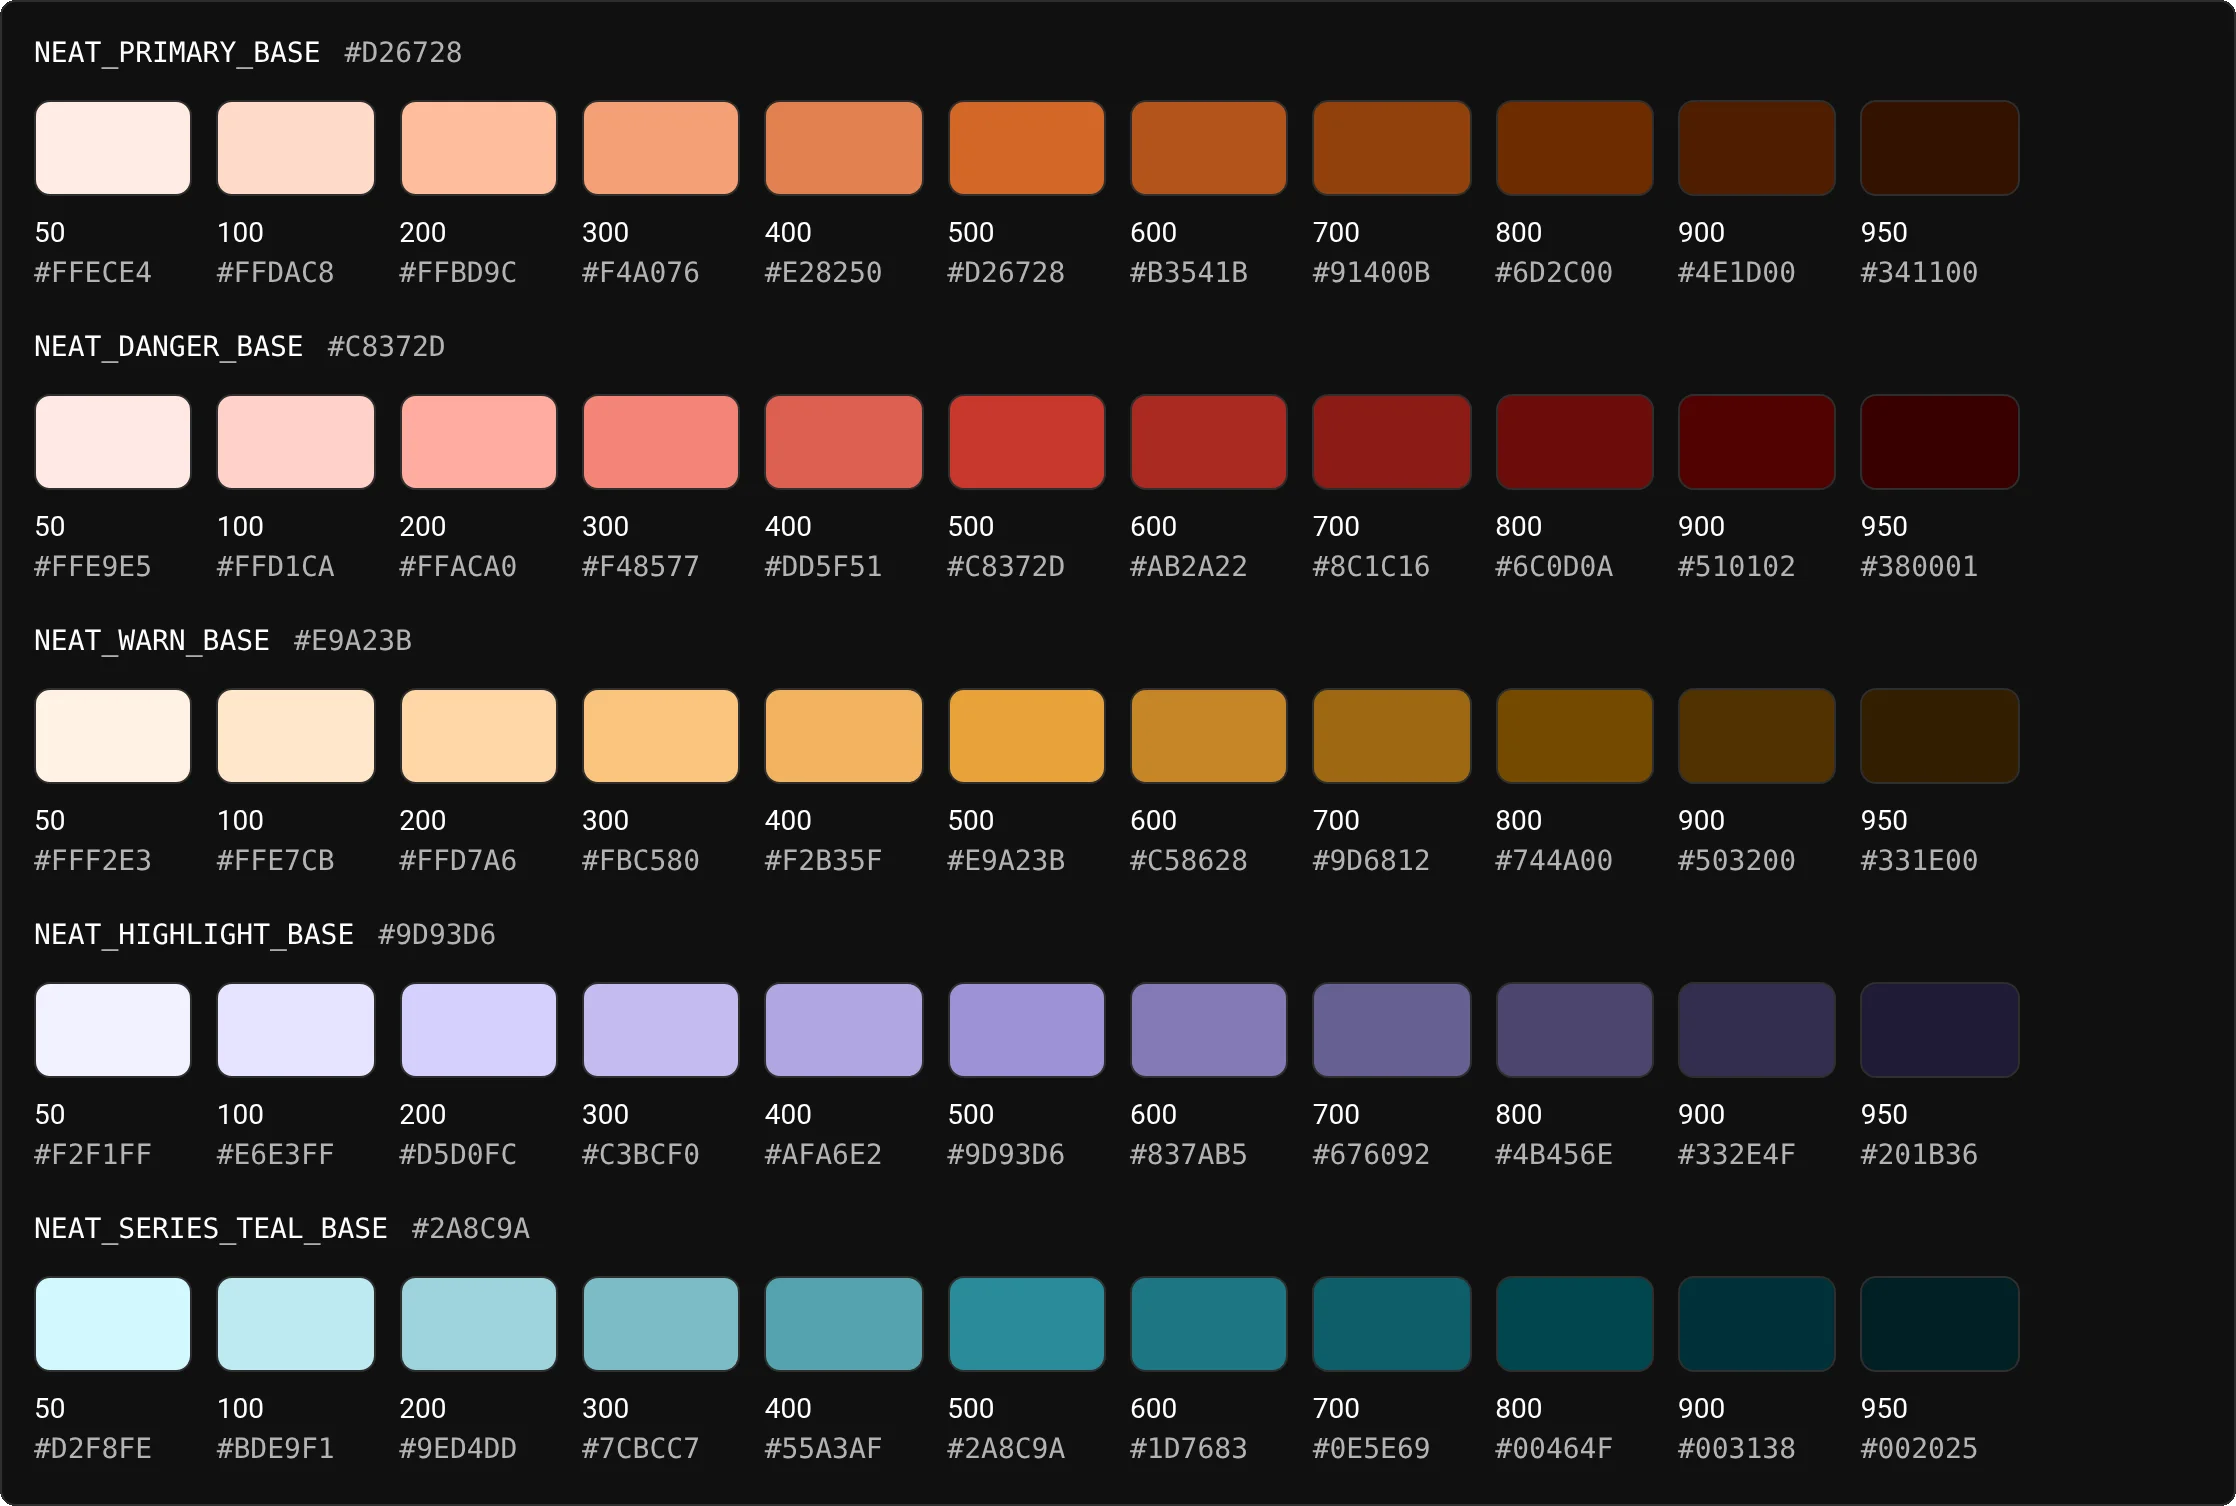 NEAT_PRIMARY_BASE #D26728
50 100 200 300 400 500 600 700 800 900 950
#FFECE4 #FFDAC8 #FFBD9C #F4A076 #E28250 #D26728 #B3541B #91400B #6D2C00 #4E1D00 #341100
NEAT_DANGER_BASE #C8372D
50 100 200 300 400 500 600 700 800 900 950
#FFE9E5 #FFD1CA #FFACA0 #F48577 #DD5F51 #C8372D #AB2A22 #8C1C16 #6C0D0A #510102 #380001
NEAT_WARN_BASE #E9A23B
50 100 200 300 400 500 600 700 800 900 950
#FFF2E3 #FFE7CB #FFD7A6 #FBC580 #F2B35F #E9A23B #C58628 #9D6812 #744A00 #503200 #331E00
NEAT_HIGHLIGHT_BASE #9D93D6
50 100 200 300 400 500 600 700 800 900 950
#F2F1FF #E6E3FF #D5D0FC #C3BCF0 #AFA6E2 #9D93D6 #837AB5 #676092 #4B456E #332E4F #201B36
NEAT_SERIES_TEAL_BASE #2A8C9A
50 100 200 300 400 500 600 700 800 900 950
#D2F8FE #BDE9F1 #9ED4DD #7CBCC7 #55A3AF #2A8C9A #1D7683 #0E5E69 #00464F #003138 #002025